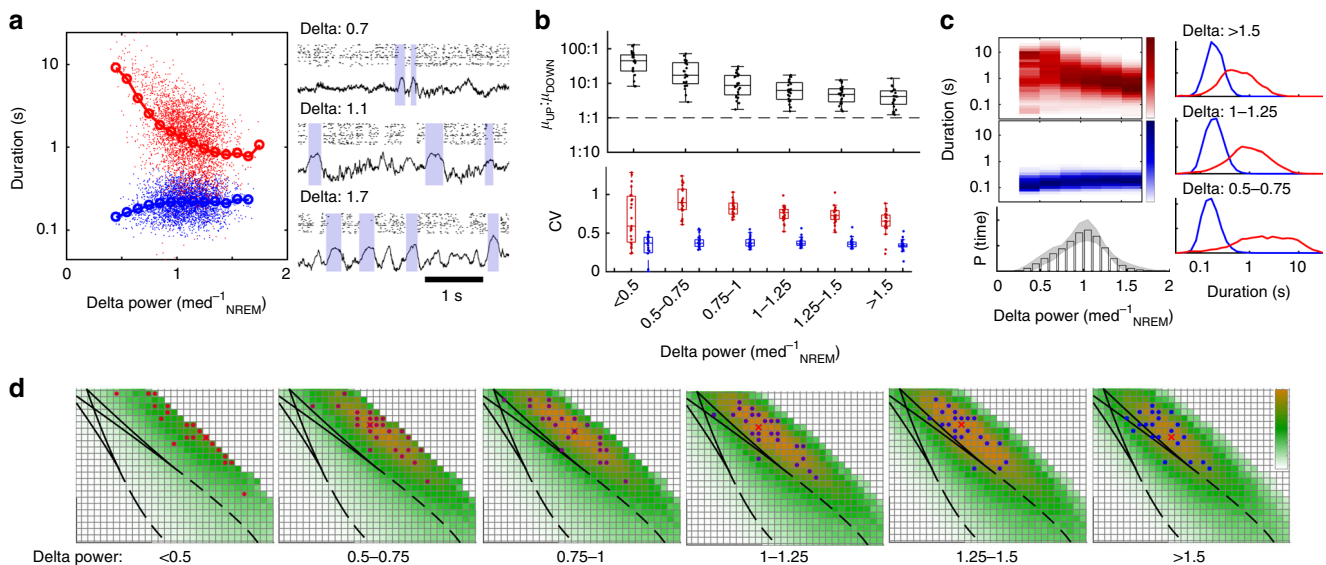 a
Duration (s)
10
1
0.1
0
1
2
Delta power (med⁻¹NREM)
Delta: 0.7
Delta: 1.1
Delta: 1.7
1 s
b
μUP:μDOWN
100:1
10:1
1:1
1:10
CV
1
0.5
0
<0.5
0.5–0.75
0.75–1
1–1.25
1.25–1.5
>1.5
Delta power (med⁻¹NREM)
c
Duration (s)
10
1
0.1
10
1
0.1
P (time)
0
0.5
1
1.5
2
Delta power (med⁻¹NREM)
Delta: >1.5
Delta: 1–1.25
Delta: 0.5–0.75
0.1
1
10
Duration (s)
d
Delta power:
<0.5
0.5–0.75
0.75–1
1–1.25
1.25–1.5
>1.5